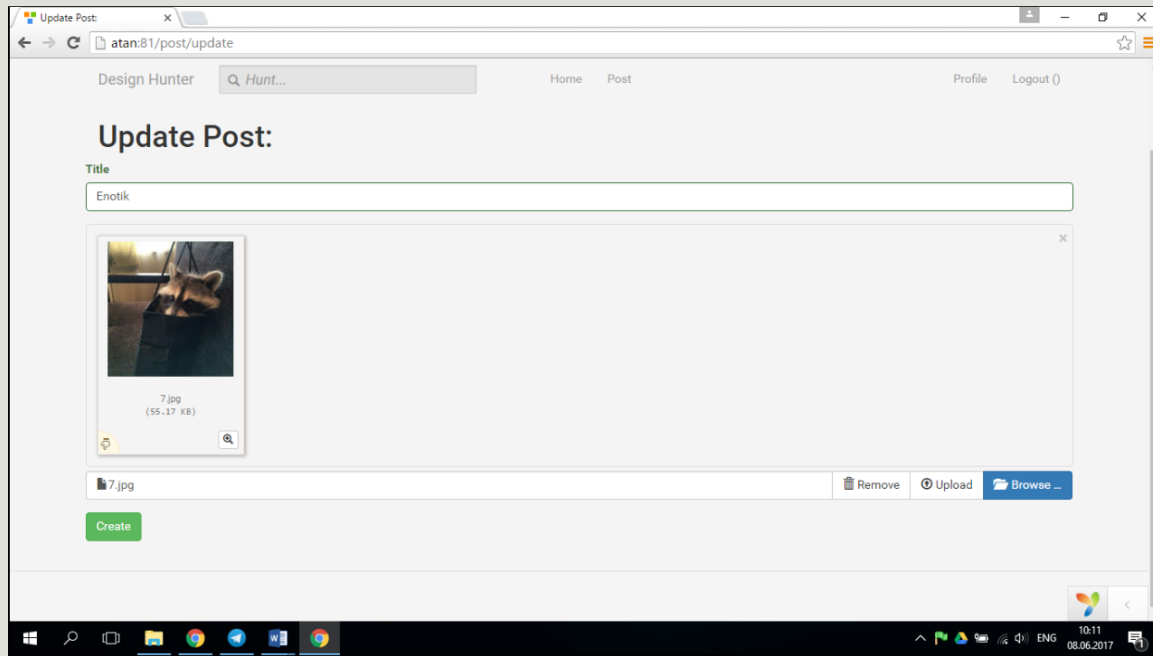 Update Post:
atan:81/post/update
Design Hunter Hunt... Home Post Profile Logout ()
Update Post:
Title
Enotik
7.jpg
(55.17 KB)
7.jpg Remove Upload Browse ...
Create
ENG 10:11
08.06.2017